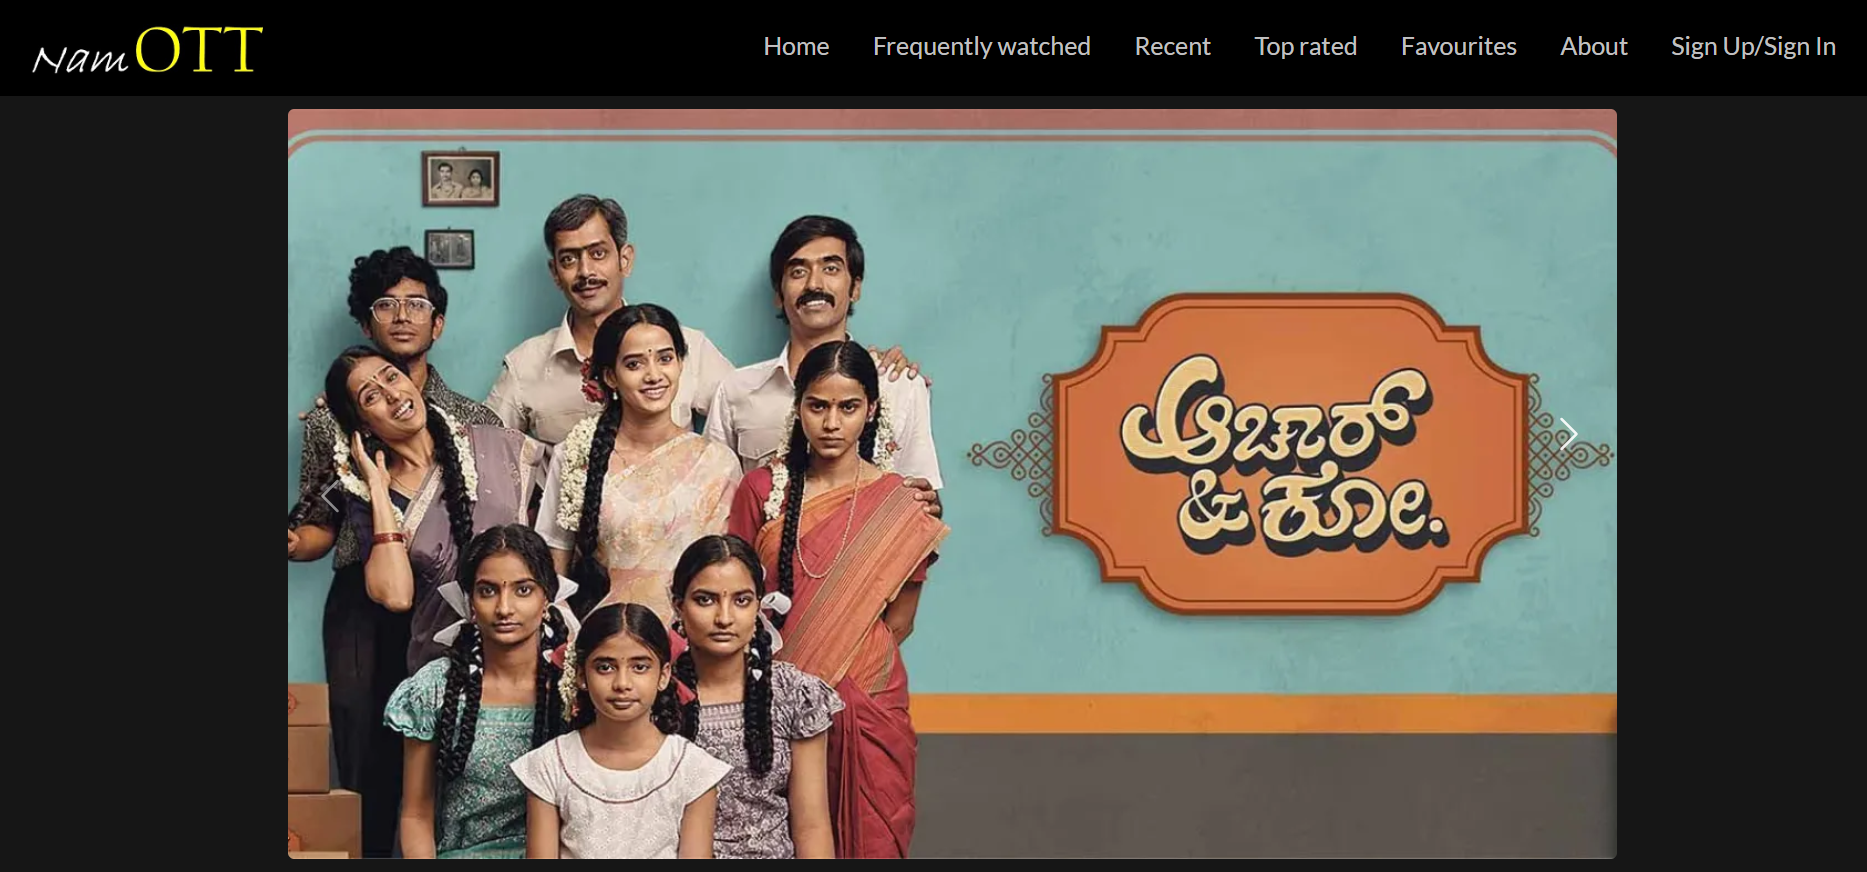 Nam OTT
Home Frequently watched Recent Top rated Favourites About Sign Up/Sign In
ಆಚಾರ್
& ಕೋ.